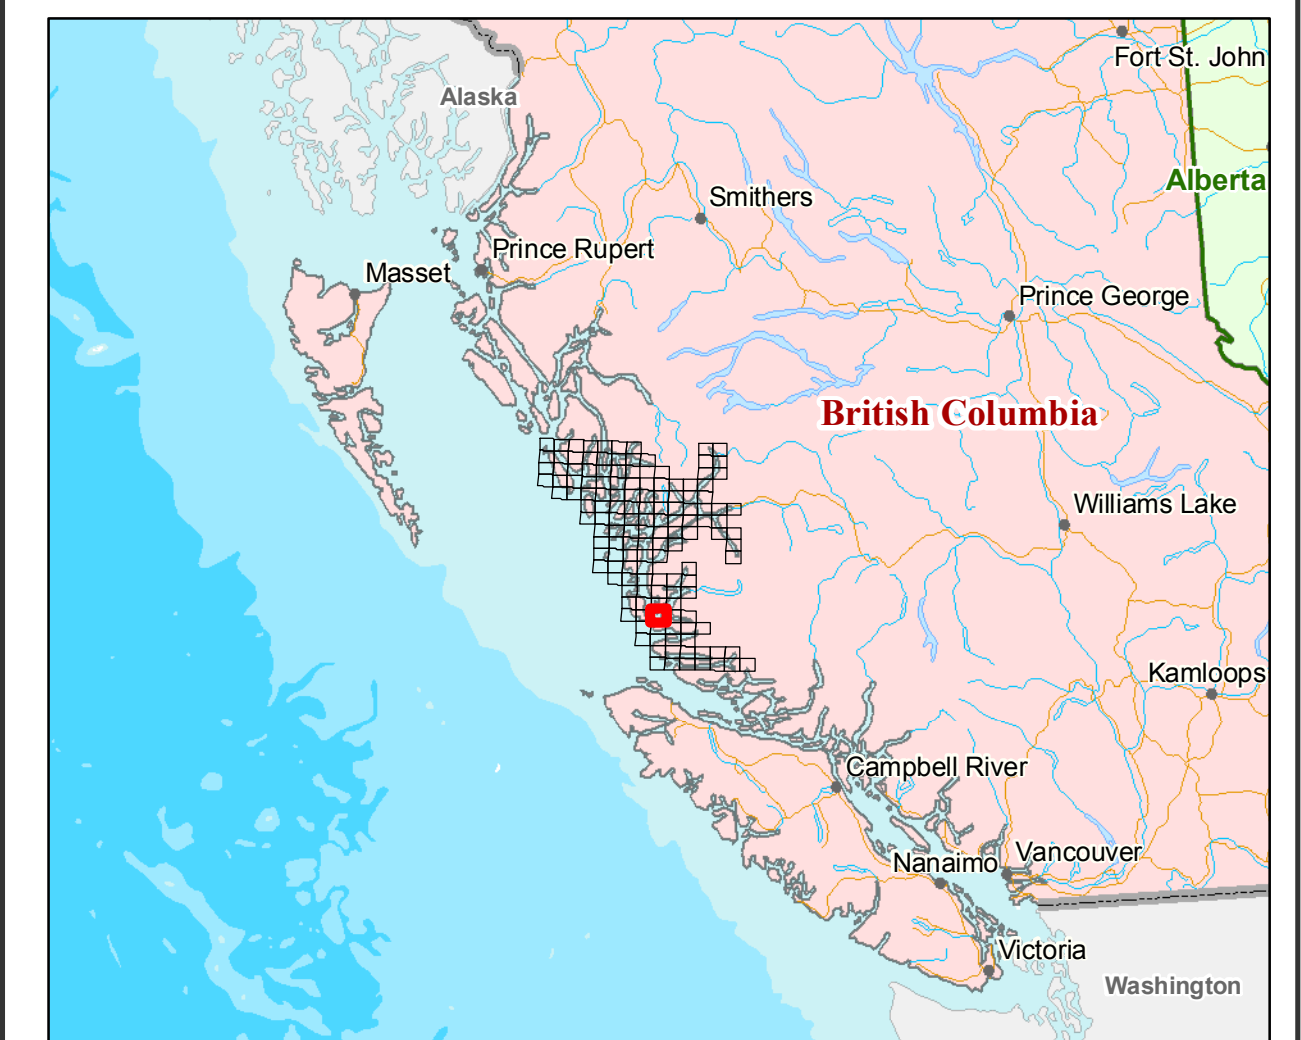 Fort St. John
Alaska
Alberta
Smithers
Prince Rupert
Masset
Prince George
British Columbia
Williams Lake
Kamloops
Campbell River
Nanaimo
Vancouver
Victoria
Washington